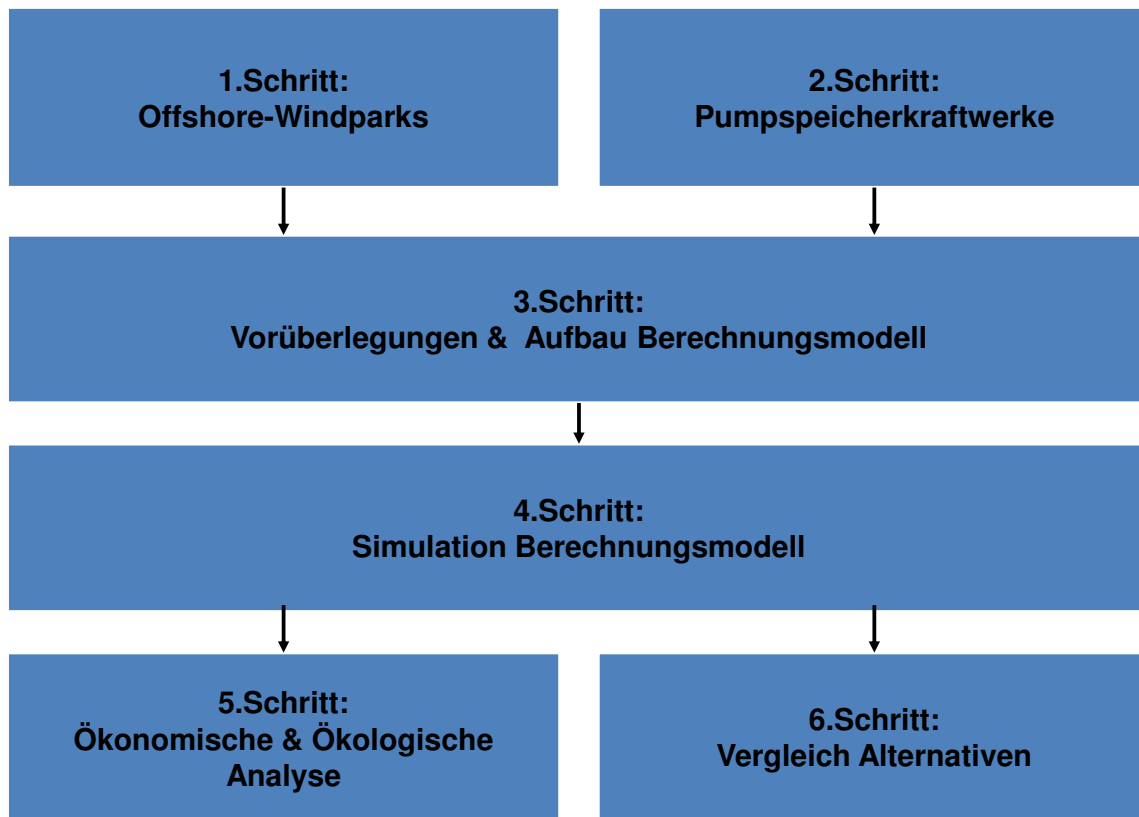 1.Schritt:
Offshore-Windparks
2.Schritt:
Pumpspeicherkraftwerke
3.Schritt:
Vorüberlegungen &  Aufbau Berechnungsmodell
4.Schritt:
Simulation Berechnungsmodell
5.Schritt:
Ökonomische & Ökologische
Analyse
6.Schritt:
Vergleich Alternativen